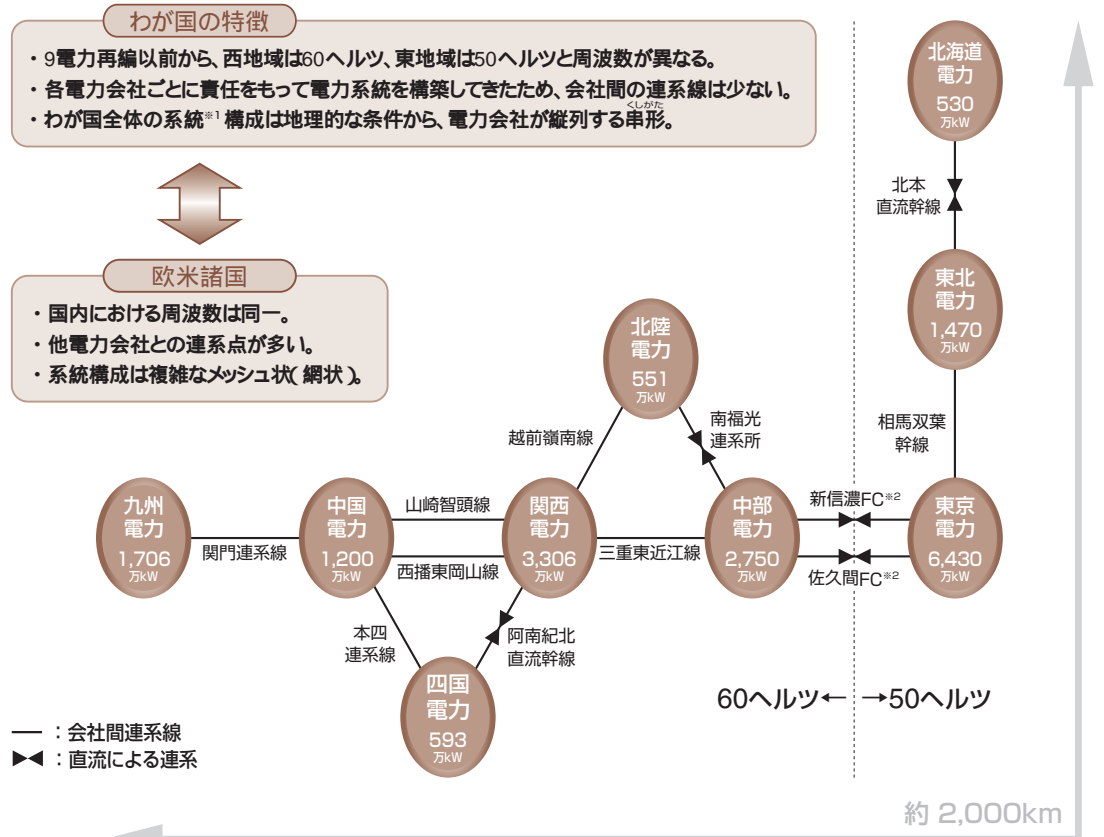 わが国の特徴
・9電力再編以前から、西地域は60ヘルツ、東地域は50ヘルツと周波数が異なる。
・各電力会社ごとに責任をもって電力系統を構築してきたため、会社間の連系線は少ない。
くしがた
・わが国全体の系統※1構成は地理的な条件から、電力会社が縦列する串形。
欧米諸国
・国内における周波数は同一。
・他電力会社との連系点が多い。
・系統構成は複雑なメッシュ状(網状)。
北海道
電力
530
万kW
北本
直流幹線
東北
電力
1,470
万kW
相馬双葉
幹線
北陸
電力
551
万kW
越前嶺南線
南福光
連系所
九州
電力
1,706
万kW
関門連系線
中国
電力
1,200
万kW
山崎智頭線
西播東岡山線
関西
電力
3,306
万kW
三重東近江線
中部
電力
2,750
万kW
新信濃FC※2
佐久間FC※2
東京
電力
6,430
万kW
本四
連系線
阿南紀北
直流幹線
四国
電力
593
万kW
60ヘルツ←→50ヘルツ
：会社間連系線
：直流による連系
約 2,000km